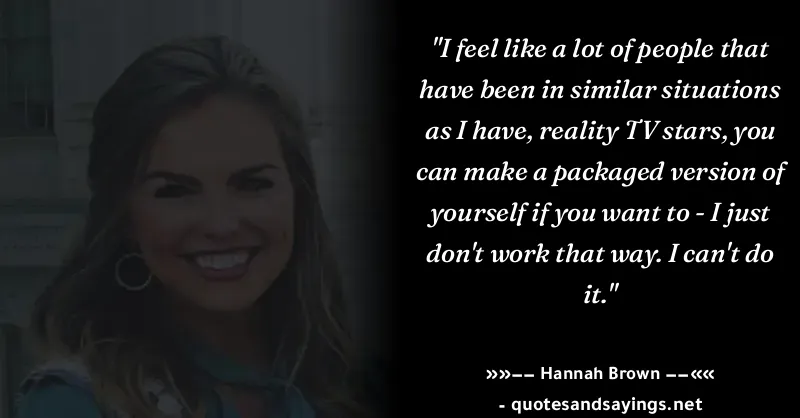 "I feel like a lot of people that
have been in similar situations
as I have, reality TV stars, you
can make a packaged version of
yourself if you want to - I just
don't work that way. I can't do
it."
»»−− Hannah Brown −−««
- quotesandsayings.net